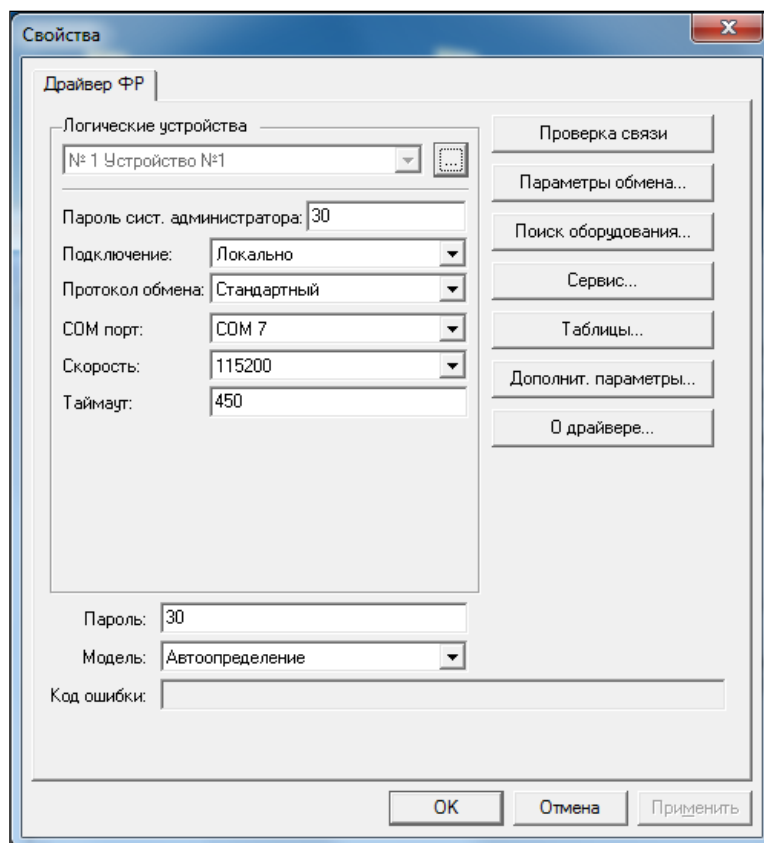 Свойства
Драйвер ФР
Логические устройства
№ 1 Устройство №1
...
Пароль сист. администратора: 30
Подключение: Локально
Протокол обмена: Стандартный
COM порт: COM 7
Скорость: 115200
Таймаут: 450
Проверка связи
Параметры обмена...
Поиск оборудования...
Сервис...
Таблицы...
Дополнит. параметры...
О драйвере...
Пароль: 30
Модель: Автоопределение
Код ошибки:
OK
Отмена
Применить